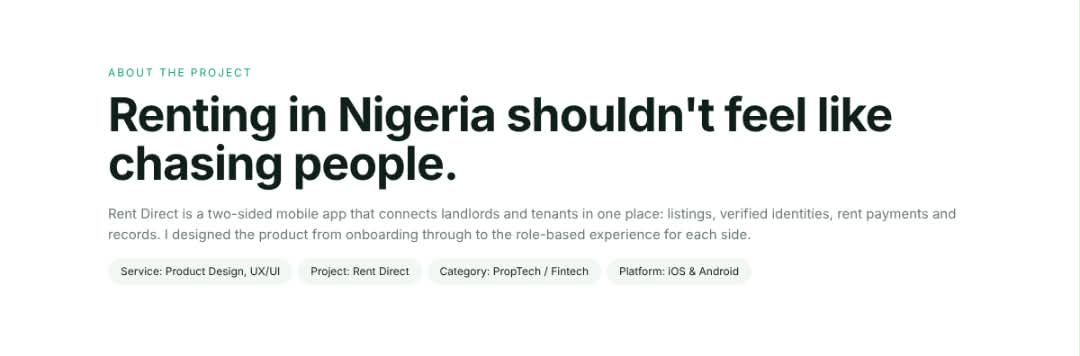 ABOUT THE PROJECT
Renting in Nigeria shouldn't feel like
chasing people.
Rent Direct is a two-sided mobile app that connects landlords and tenants in one place: listings, verified identities, rent payments and
records. I designed the product from onboarding through to the role-based experience for each side.
Service: Product Design, UX/UI Project: Rent Direct Category: PropTech / Fintech Platform: iOS & Android